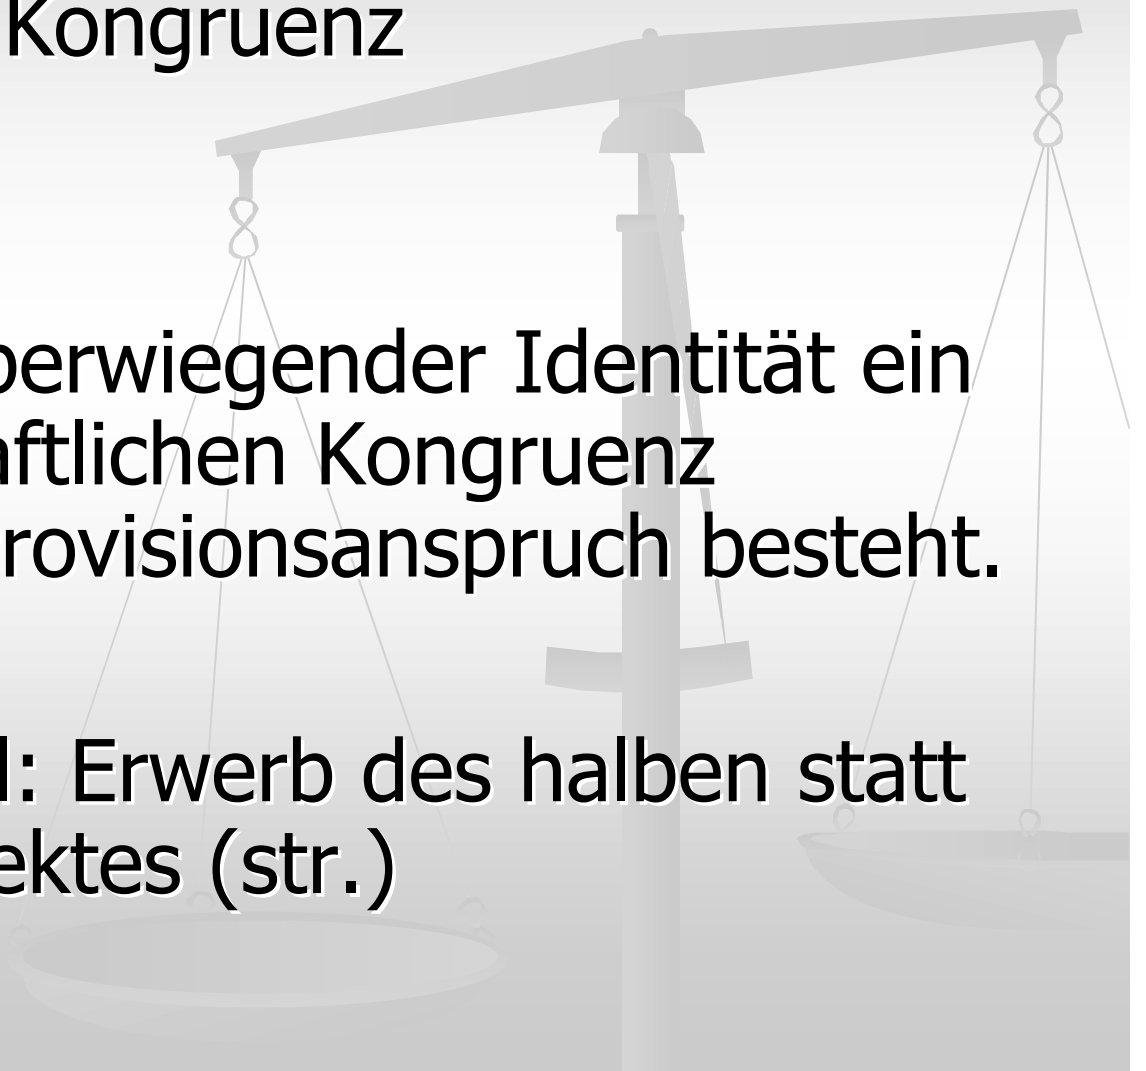 Kongruenz
berwiegender Identität ein
aftlichen Kongruenz
rovisionsanspruch besteht.
l: Erwerb des halben statt
ektes (str.)